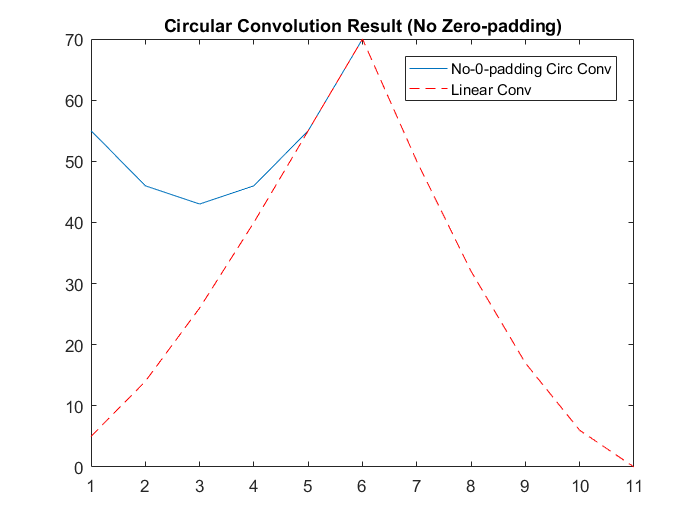 Circular Convolution Result (No Zero-padding)
No-0-padding Circ Conv
Linear Conv
70
60
50
40
30
20
10
0
1 2 3 4 5 6 7 8 9 10 11